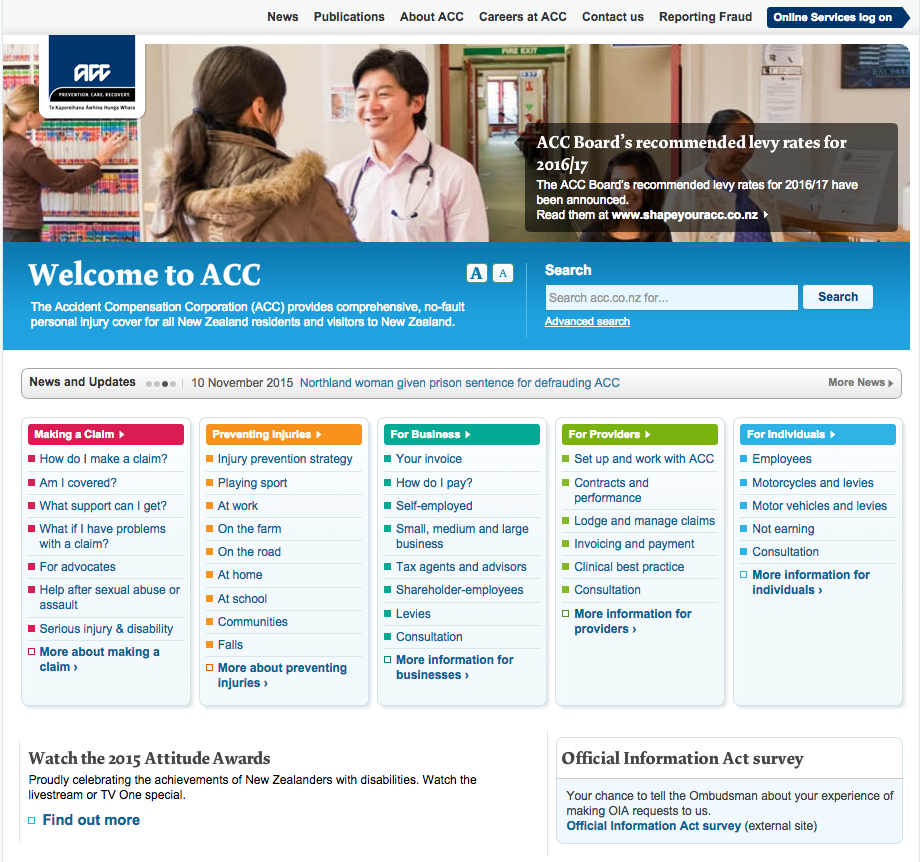 News Publications About ACC Careers at ACC Contact us Reporting Fraud Online Services log on
ACC
PREVENTION. CARE. RECOVERY.
Te Kaporeihana Āwhina Hunga Whara
FIRE EXIT
ACC Board's recommended levy rates for
2016/17
The ACC Board's recommended levy rates for 2016/17 have
been announced.
Read them at www.shapeyouracc.co.nz
Welcome to ACC
A A
The Accident Compensation Corporation (ACC) provides comprehensive, no-fault
personal injury cover for all New Zealand residents and visitors to New Zealand.
Search
Search acc.co.nz for... Search
Advanced search
News and Updates 10 November 2015 Northland woman given prison sentence for defrauding ACC More News
Making a Claim
How do I make a claim?
Am I covered?
What support can I get?
What if I have problems
with a claim?
For advocates
Help after sexual abuse or
assault
Serious injury & disability
More about making a
claim ›
Preventing Injuries
Injury prevention strategy
Playing sport
At work
On the farm
On the road
At home
At school
Communities
Falls
More about preventing
injuries ›
For Business
Your invoice
How do I pay?
Self-employed
Small, medium and large
business
Tax agents and advisors
Shareholder-employees
Levies
Consultation
More information for
businesses ›
For Providers
Set up and work with ACC
Contracts and
performance
Lodge and manage claims
Invoicing and payment
Clinical best practice
Consultation
More information for
providers ›
For Individuals
Employees
Motorcycles and levies
Motor vehicles and levies
Not earning
Consultation
More information for
individuals ›
Watch the 2015 Attitude Awards
Proudly celebrating the achievements of New Zealanders with disabilities. Watch the
livestream or TV One special.
Find out more
Official Information Act survey
Your chance to tell the Ombudsman about your experience of
making OIA requests to us.
Official Information Act survey (external site)